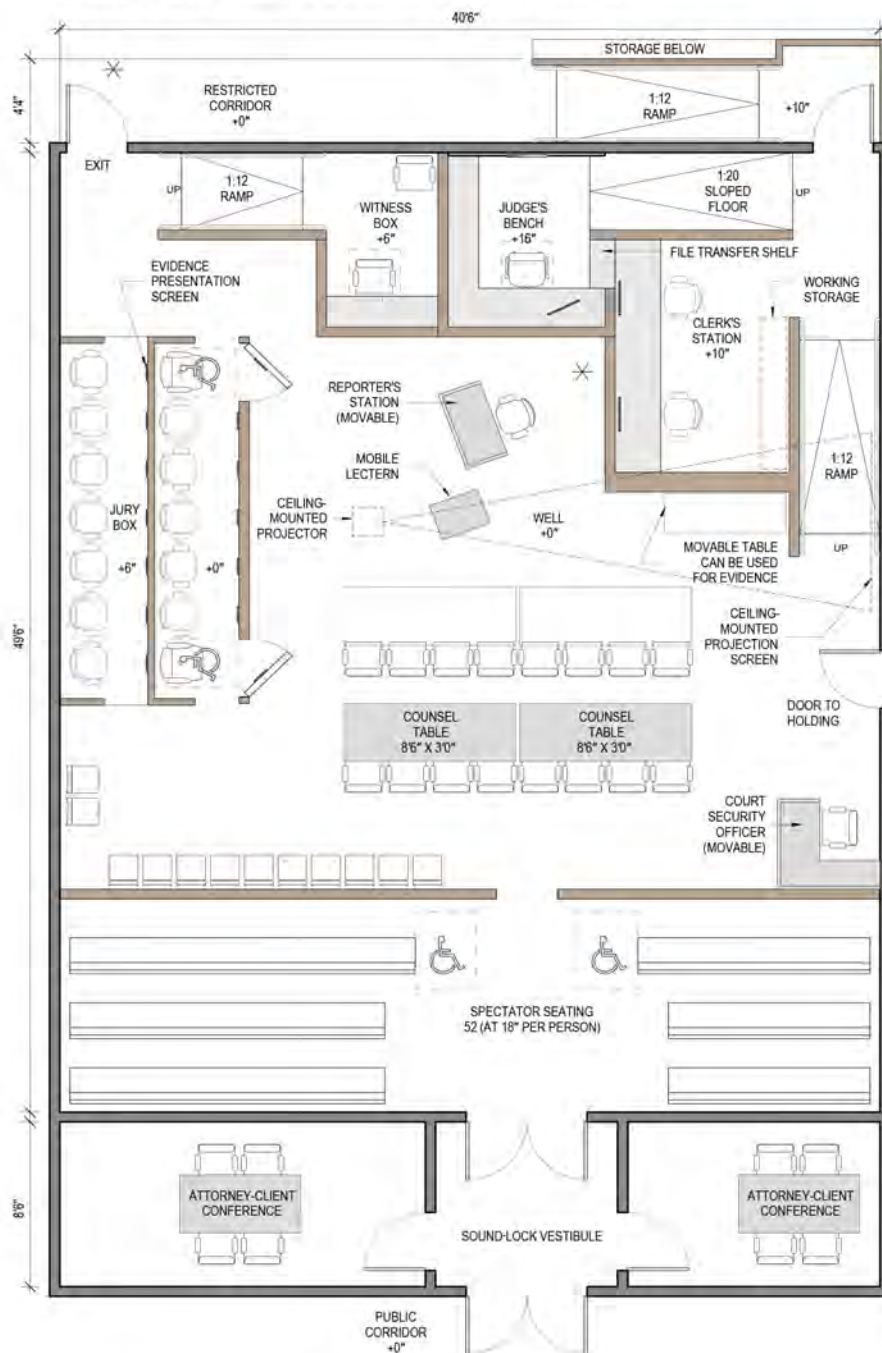 40'6"
STORAGE BELOW
4'4"
RESTRICTED
CORRIDOR
+0"
1:12
RAMP
+10"
EXIT
UP
1:12
RAMP
WITNESS
BOX
+6"
JUDGE'S
BENCH
+16"
1:20
SLOPED
FLOOR
UP
FILE TRANSFER SHELF
EVIDENCE
PRESENTATION
SCREEN
WORKING
STORAGE
CLERK'S
STATION
+10"
REPORTER'S
STATION
(MOVABLE)
MOBILE
LECTERN
1:12
RAMP
CEILING-
MOUNTED
PROJECTOR
JURY
BOX
+6"
+0"
WELL
+0"
UP
MOVABLE TABLE
CAN BE USED
FOR EVIDENCE
49'6"
CEILING-
MOUNTED
PROJECTION
SCREEN
DOOR TO
HOLDING
COUNSEL
TABLE
8'6" X 3'0"
COUNSEL
TABLE
8'6" X 3'0"
COURT
SECURITY
OFFICER
(MOVABLE)
SPECTATOR SEATING
52 (AT 18" PER PERSON)
6'6"
ATTORNEY-CLIENT
CONFERENCE
ATTORNEY-CLIENT
CONFERENCE
SOUND-LOCK VESTIBULE
PUBLIC
CORRIDOR
+0"